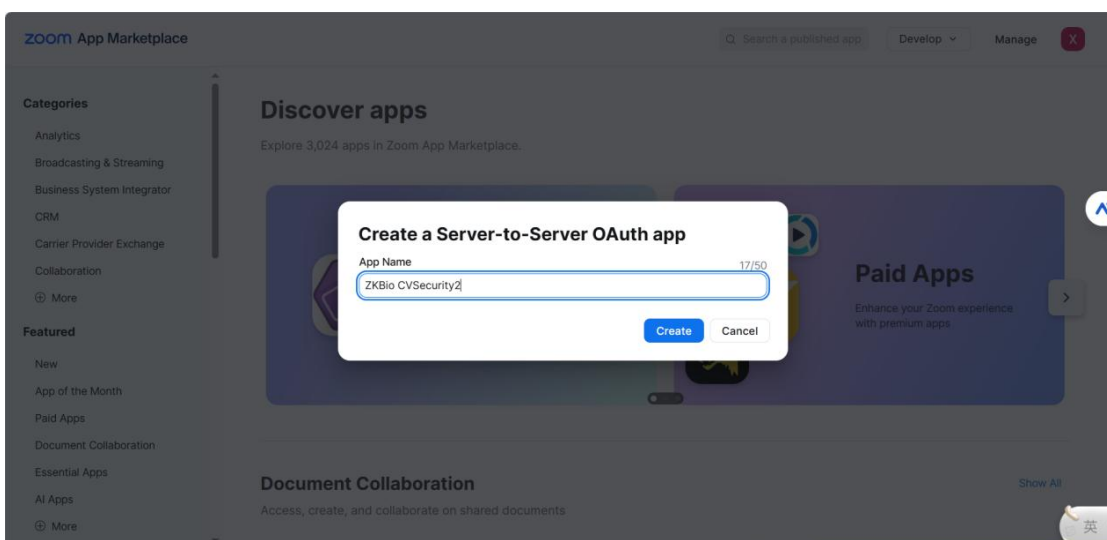 zoom App Marketplace
Search a published app
Develop
Manage
X
Categories
Analytics
Broadcasting & Streaming
Business System Integrator
CRM
Carrier Provider Exchange
Collaboration
More
Featured
New
App of the Month
Paid Apps
Document Collaboration
Essential Apps
AI Apps
More
Discover apps
Explore 3,024 apps in Zoom App Marketplace.
Create a Server-to-Server OAuth app
App Name
17/50
ZKBio CVSecurity2
Create
Cancel
Paid Apps
Enhance your Zoom experience
with premium apps
Document Collaboration
Show All
Access, create, and collaborate on shared documents
英